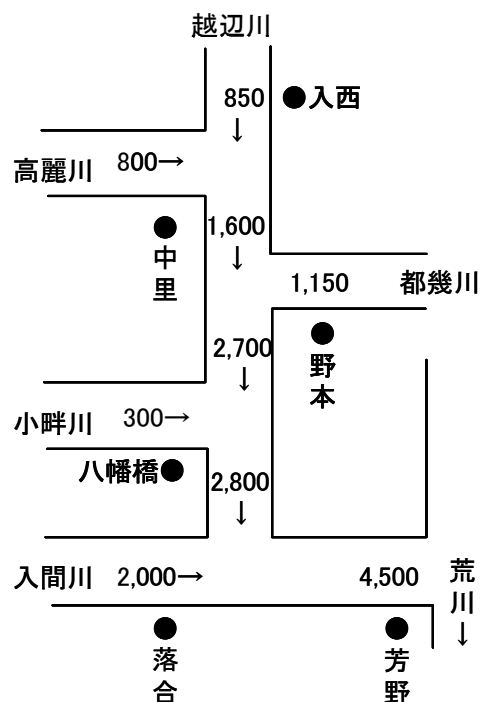 越辺川
850
↓
●入西
高麗川
800→
1,600
↓
●
中里
1,150
都幾川
2,700
↓
●
野本
小畔川
300→
八幡橋●
2,800
↓
入間川
2,000→
4,500
荒川
↓
●
落合
●
芳野